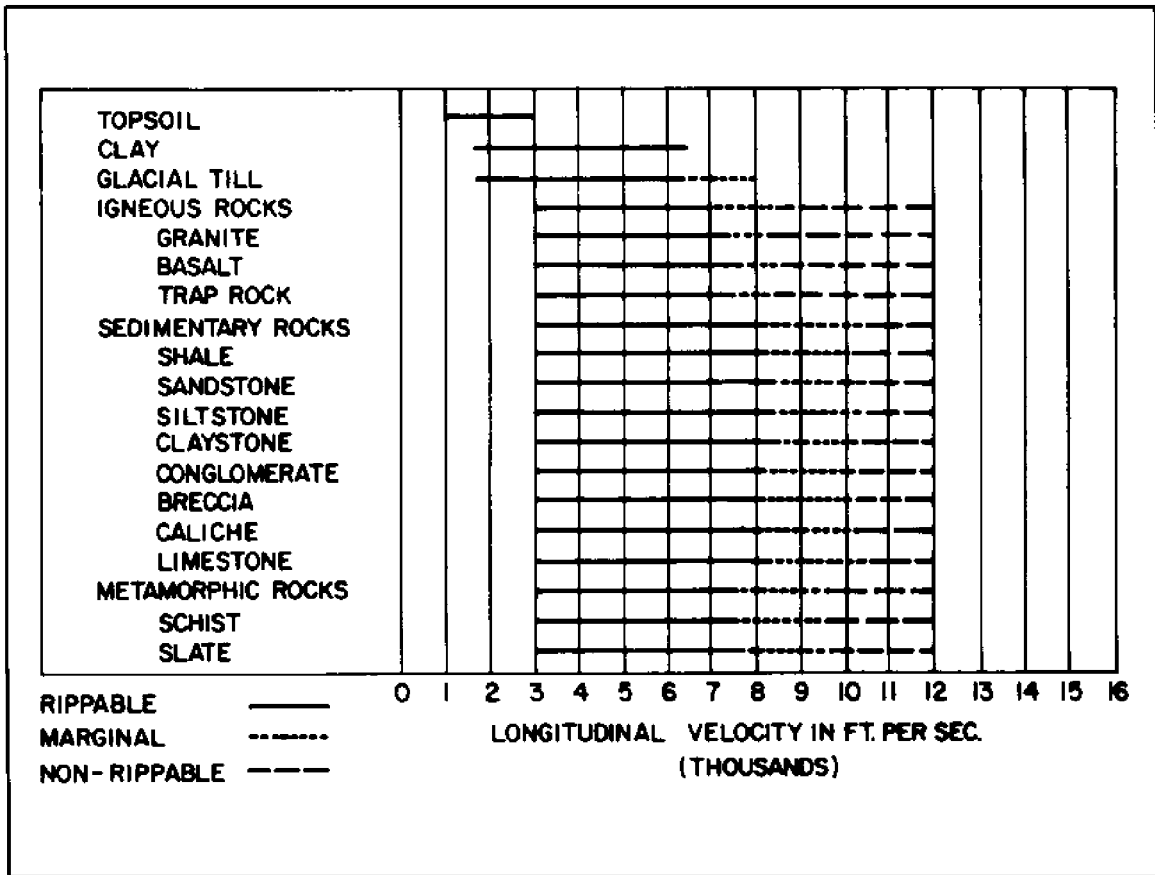 TOPSOIL
CLAY
GLACIAL TILL
IGNEOUS ROCKS
GRANITE
BASALT
TRAP ROCK
SEDIMENTARY ROCKS
SHALE
SANDSTONE
SILTSTONE
CLAYSTONE
CONGLOMERATE
BRECCIA
CALICHE
LIMESTONE
METAMORPHIC ROCKS
SCHIST
SLATE
0 1 2 3 4 5 6 7 8 9 10 11 12 13 14 15 16
LONGITUDINAL VELOCITY IN FT. PER SEC.
(THOUSANDS)
RIPPABLE
MARGINAL
NON-RIPPABLE